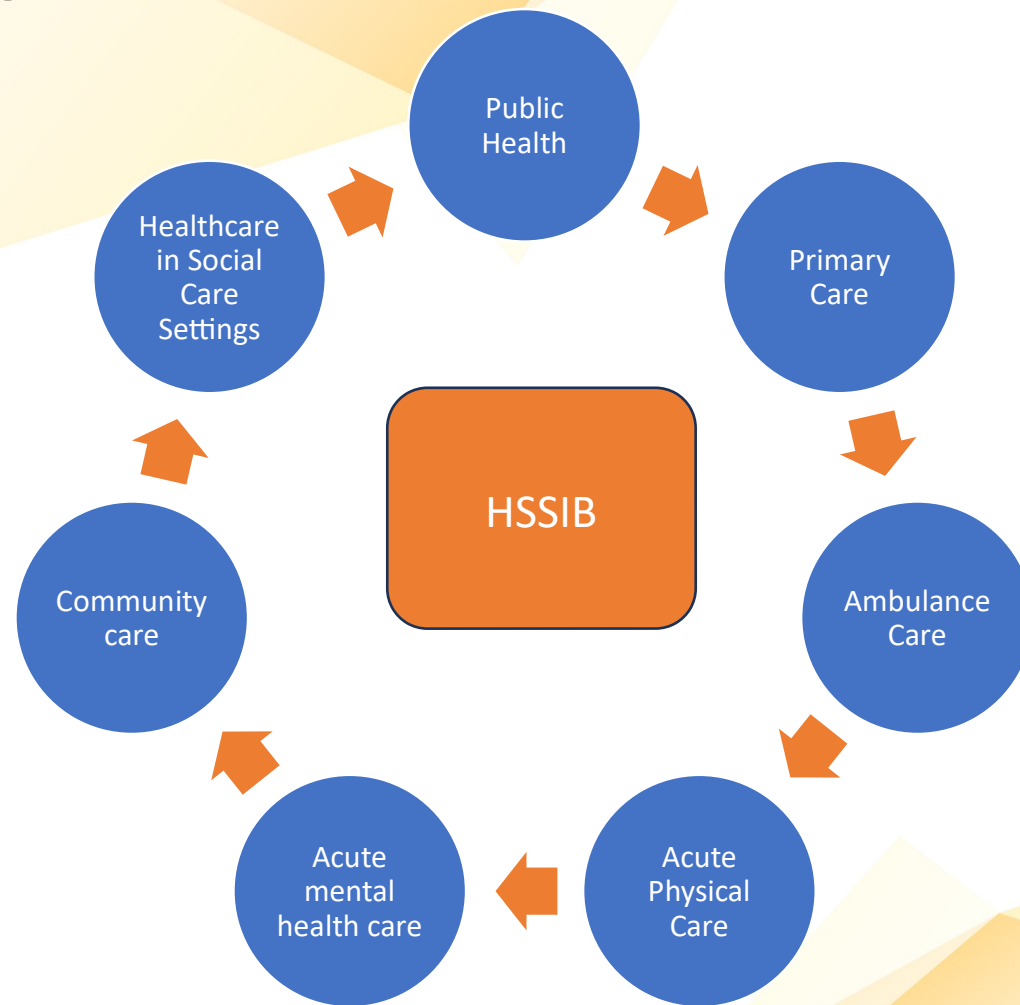 Public
Health
Primary
Care
Ambulance
Care
Acute
Physical
Care
Acute
mental
health care
Community
care
Healthcare
in Social
Care
Settings
HSSIB